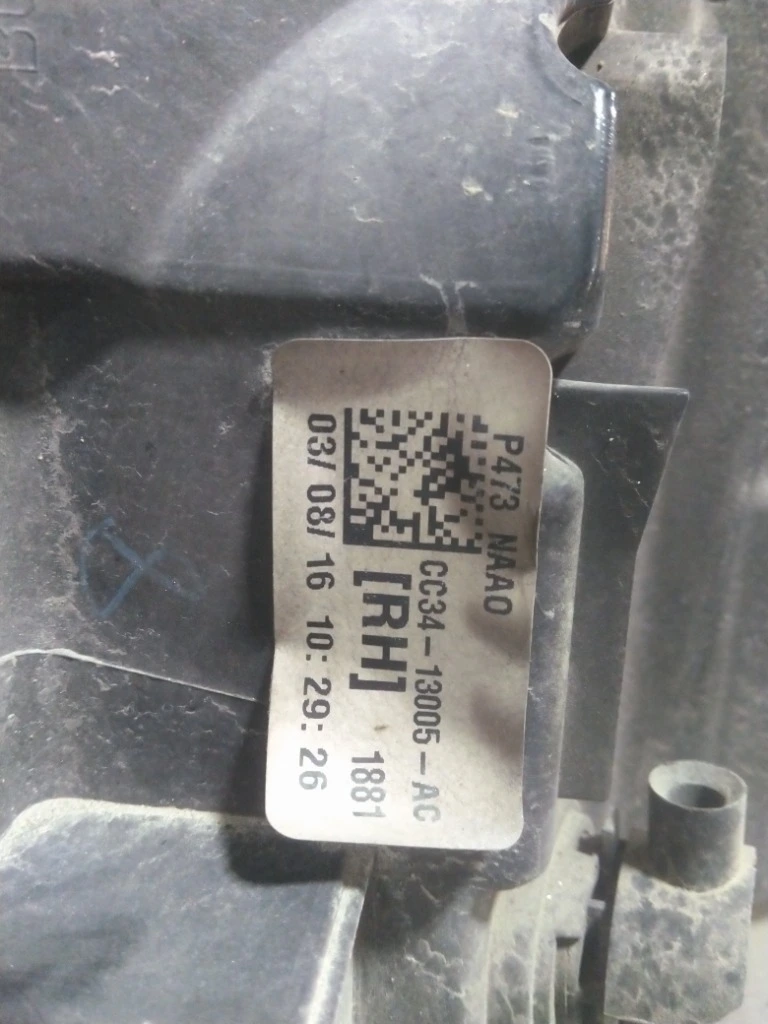 P473 NAAO
CC34-13005-AC
[RH] 1881
03/ 08/ 16 10: 29: 26